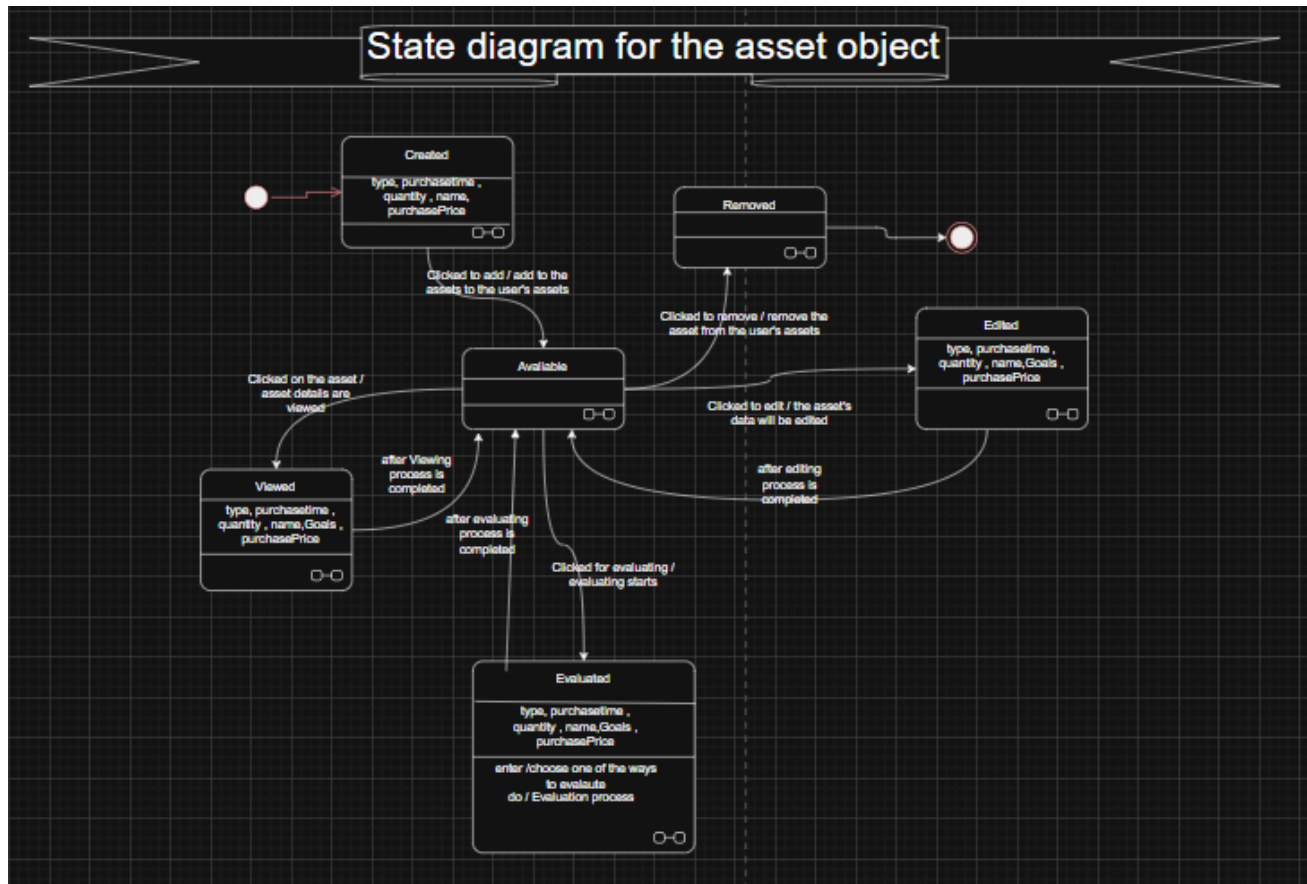 State diagram for the asset object
Created
type, purchasetime ,
quantity , name,
purchasePrice
Removed
Clicked to add / add to the
assets to the user's assets
Clicked to remove / remove the
asset from the user's assets
Edited
type, purchasetime ,
quantity , name,Goals ,
purchasePrice
Avaliable
Clicked on the asset /
asset details are
viewed
Clicked to edit / the asset's
data will be edited
after Viewing
process is
completed
after editing
process is
completed
Viewed
type, purchasetime ,
quantity , name,Goals ,
purchasePrice
after evaluating
process is
completed
Clicked for evaluating /
evaluating starts
Evaluated
type, purchasetime ,
quantity , name,Goals ,
purchasePrice
enter /choose one of the ways
to evalaute
do / Evaluation process